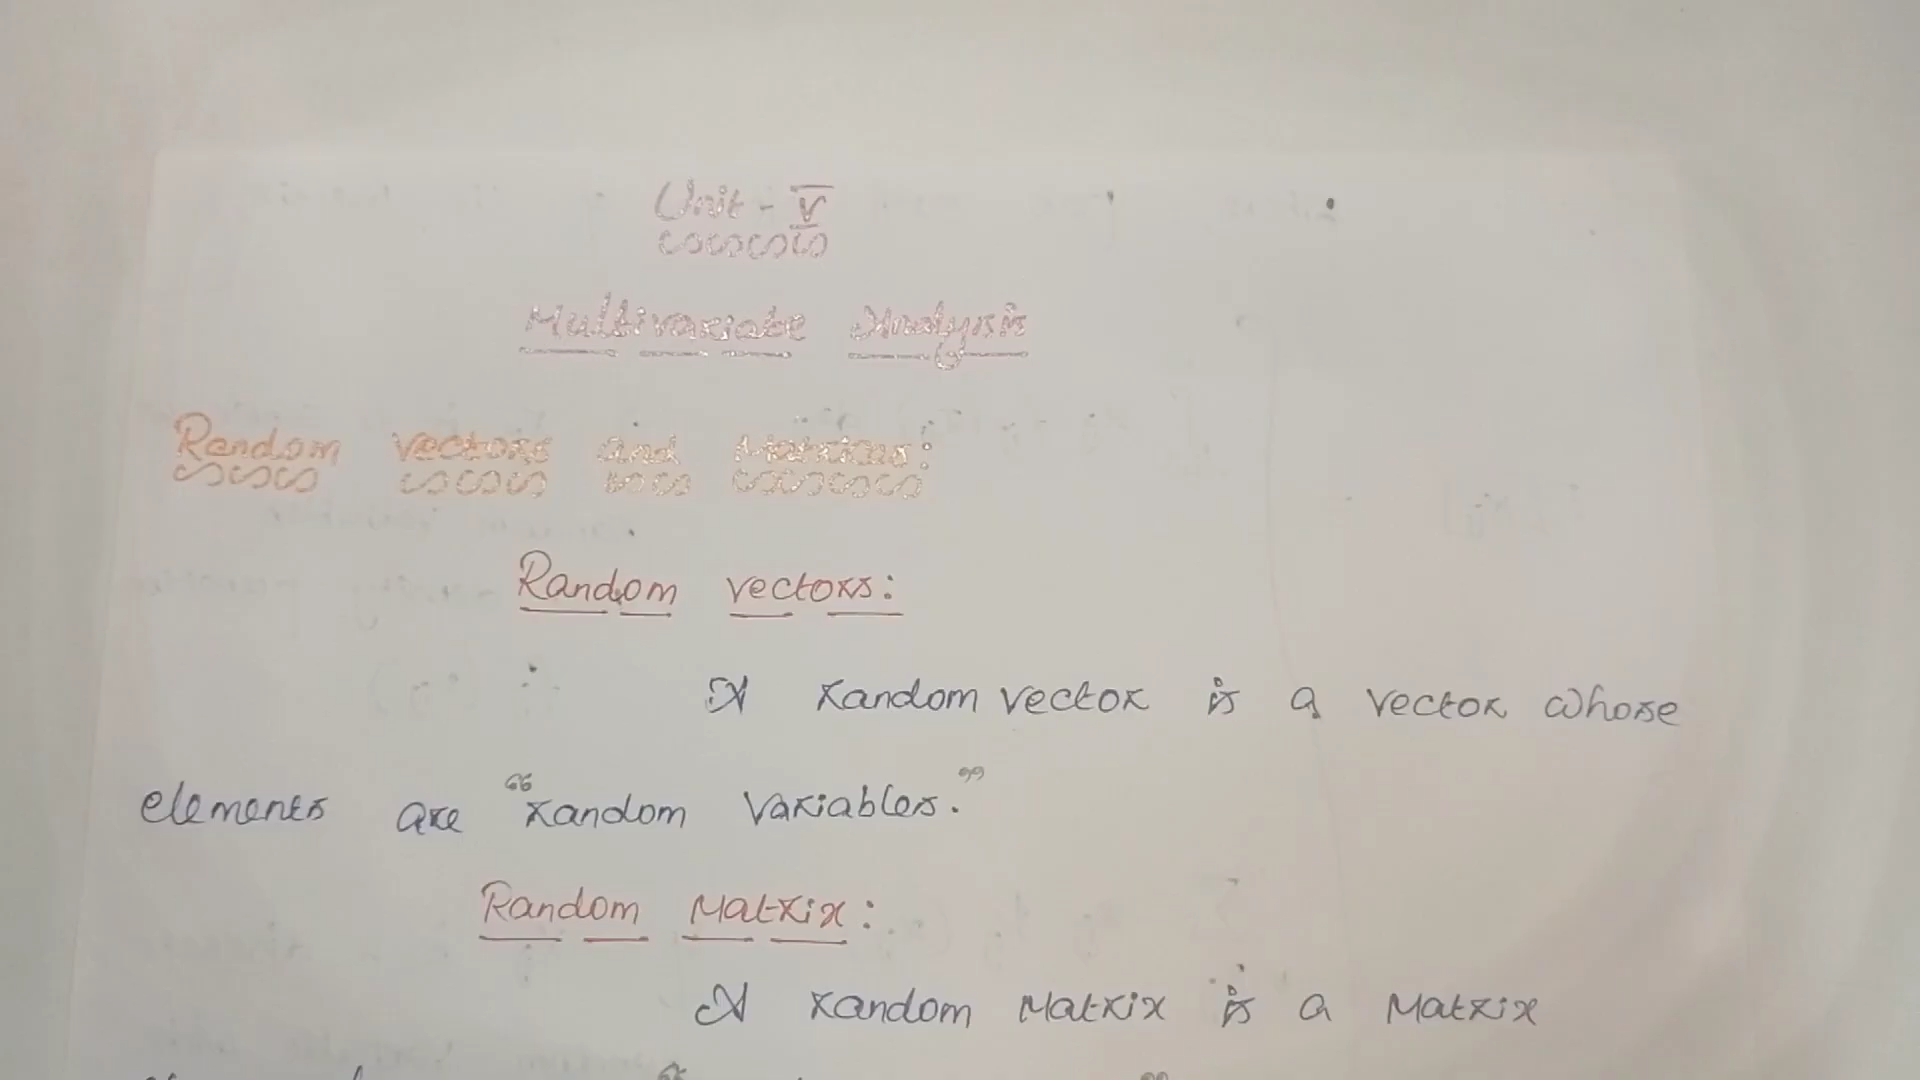 Unit - V
Multivariate Analysis
Random vectors and Matrices:
Random vectors:
A random vector is a vector whose
elements are "random variables."
Random Matrix:
A random Matrix is a Matrix